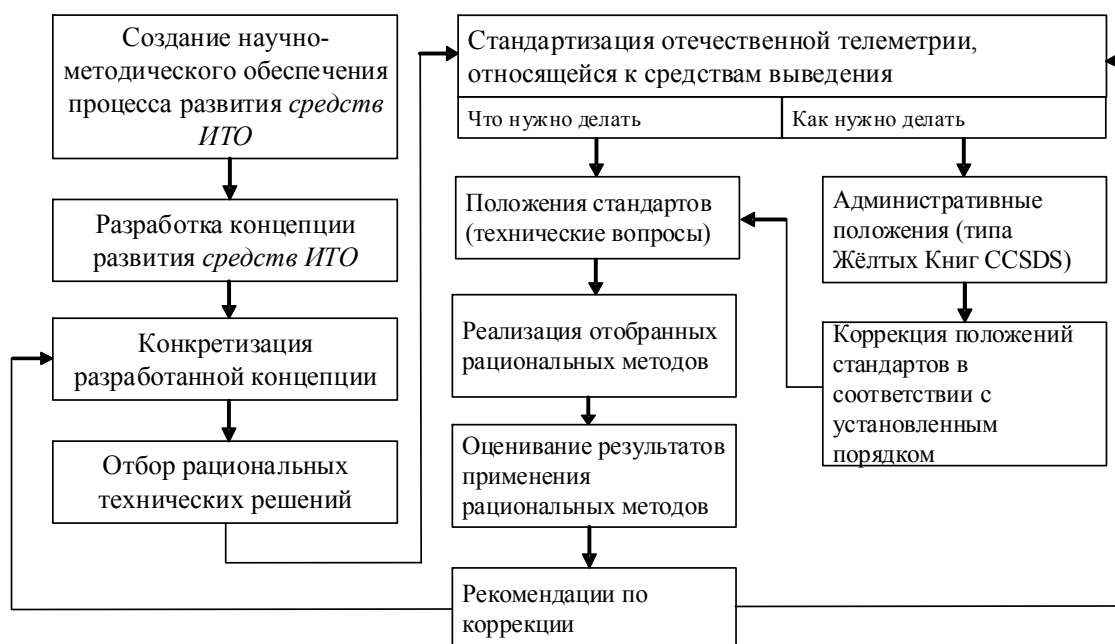 Создание научно-
методического обеспечения
процесса развития средств
ИТО
Разработка концепции
развития средств ИТО
Конкретизация
разработанной концепции
Отбор рациональных
технических решений
Стандартизация отечественной телеметрии,
относящейся к средствам выведения
Что нужно делать
Как нужно делать
Положения стандартов
(технические вопросы)
Реализация отобранных
рациональных методов
Оценивание результатов
применения
рациональных методов
Рекомендации по
коррекции
Административные
положения (типа
Жёлтых Книг CCSDS)
Коррекция положений
стандартов в
соответствии с
установленным
порядком